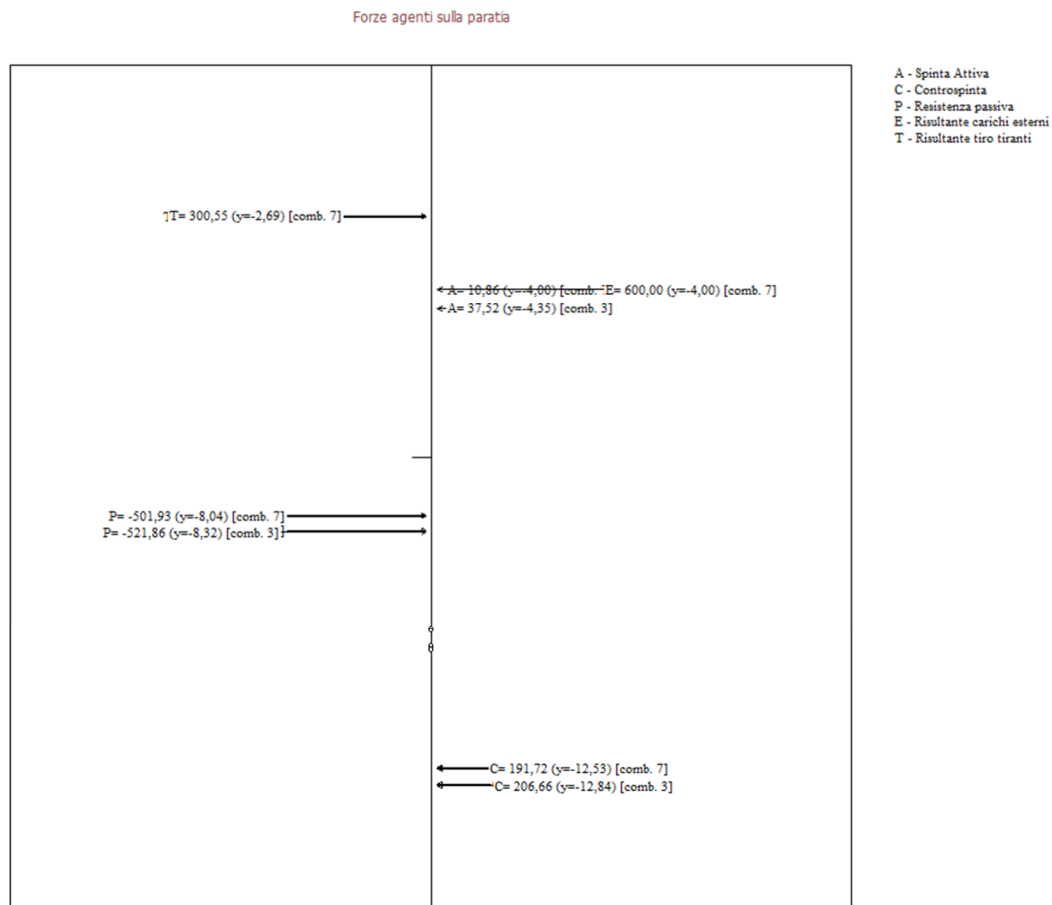 Forze agenti sulla paratia
A - Spinta Attiva
C - Controspinta
P - Resistenza passiva
E - Risultante carichi esterni
T - Risultante tiro tiranti
T= 300,55 (y=-2,69) [comb. 7]
A= 10,86 (y=-4,00) [comb. E= 600,00 (y=-4,00) [comb. 7]
A= 37,52 (y=-4,35) [comb. 3]
P= -501,93 (y=-8,04) [comb. 7]
P= -521,86 (y=-8,32) [comb. 3]
C= 191,72 (y=-12,53) [comb. 7]
C= 206,66 (y=-12,84) [comb. 3]